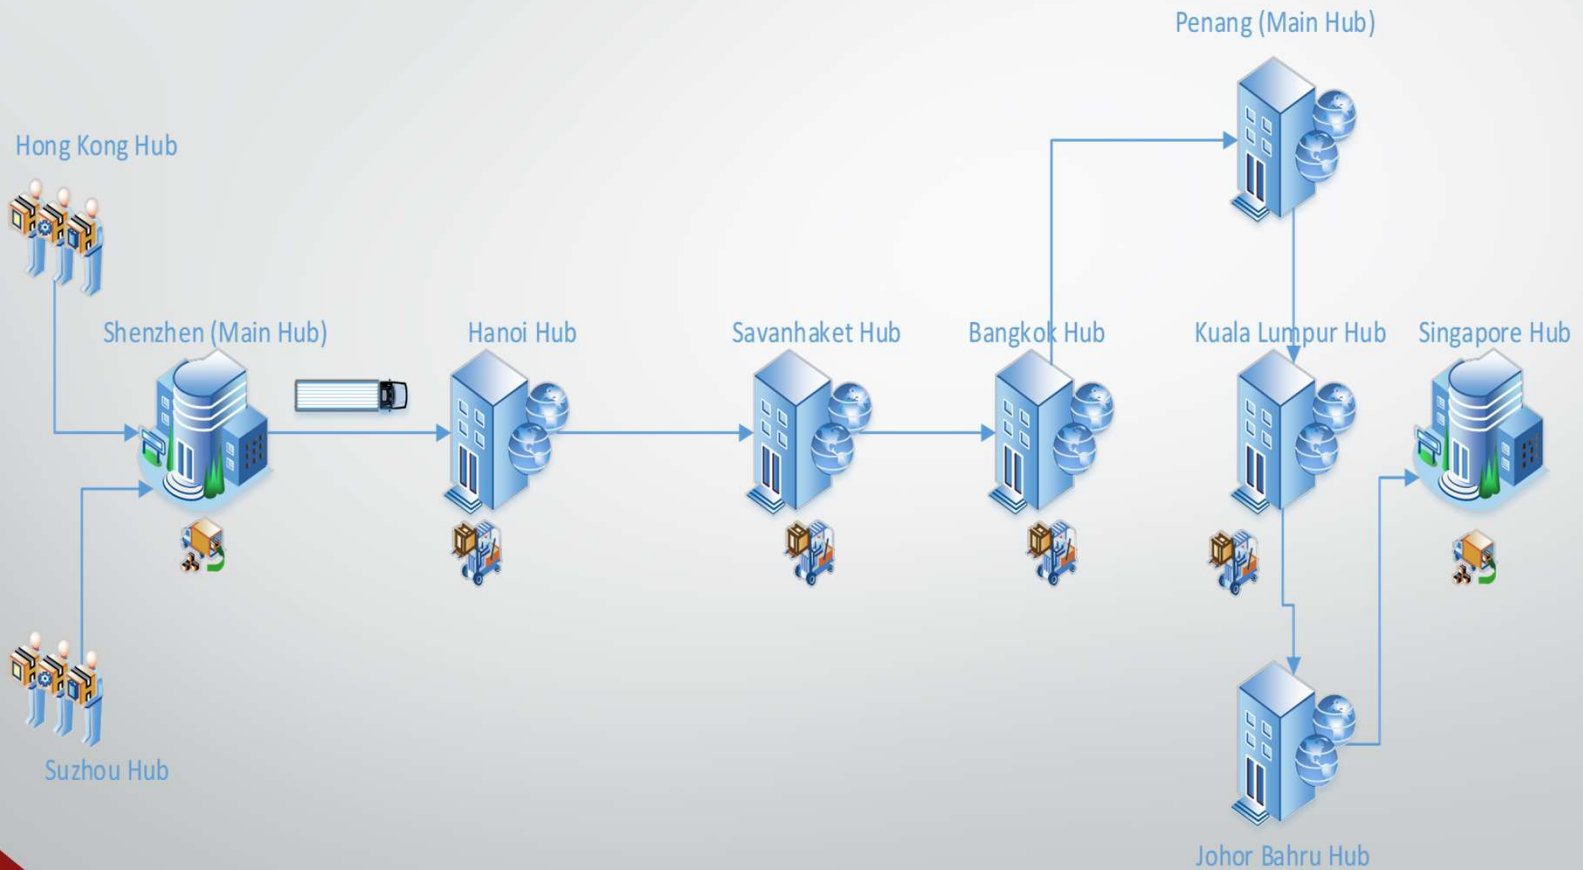 Penang (Main Hub)
Hong Kong Hub
Shenzhen (Main Hub)
Hanoi Hub
Savanhaket Hub
Bangkok Hub
Kuala Lumpur Hub
Singapore Hub
Suzhou Hub
Johor Bahru Hub